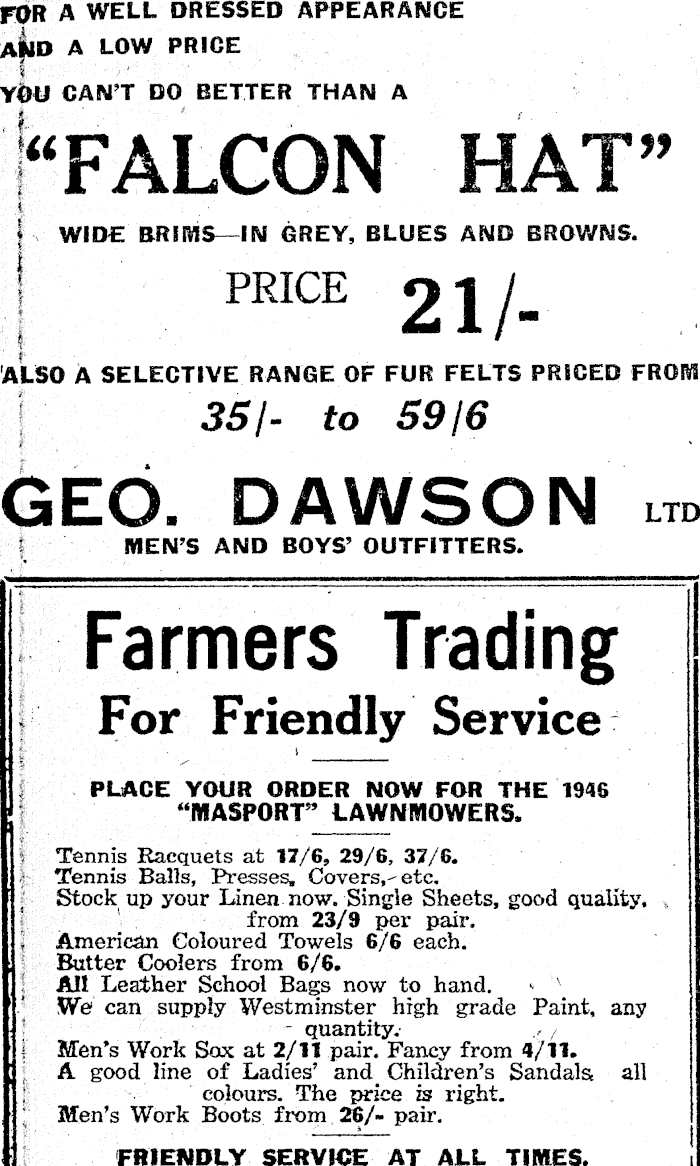 FOR A WELL DRESSED APPEARANCE
AND A LOW PRICE
YOU CAN'T DO BETTER THAN A
"FALCON HAT"
WIDE BRIMS—IN GREY, BLUES AND BROWNS.
PRICE 21/-
ALSO A SELECTIVE RANGE OF FUR FELTS PRICED FROM
35/- to 59/6
GEO. DAWSON LTD
MEN'S AND BOYS' OUTFITTERS.
Farmers Trading
For Friendly Service
PLACE YOUR ORDER NOW FOR THE 1946
"MASPORT" LAWNMOWERS.
Tennis Racquets at 17/6, 29/6, 37/6.
Tennis Balls, Presses, Covers, etc.
Stock up your Linen now. Single Sheets, good quality,
from 23/9 per pair.
American Coloured Towels 6/6 each.
Butter Coolers from 6/6.
All Leather School Bags now to hand.
We can supply Westminster high grade Paint, any
quantity.
Men's Work Sox at 2/11 pair. Fancy from 4/11.
A good line of Ladies' and Children's Sandals all
colours. The price is right.
Men's Work Boots from 26/- pair.
FRIENDLY SERVICE AT ALL TIMES.